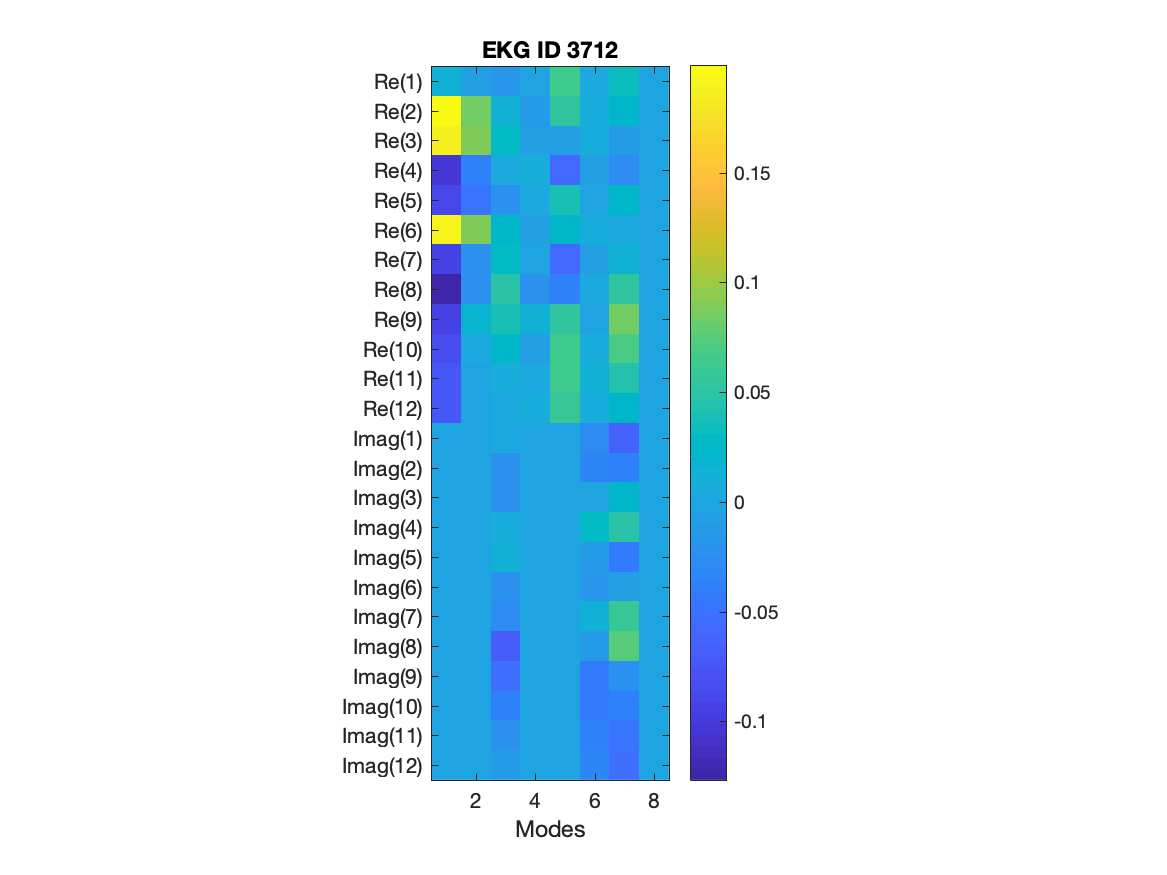 EKG ID 3712
Re(1)
Re(2)
Re(3)
Re(4)
Re(5)
Re(6)
Re(7)
Re(8)
Re(9)
Re(10)
Re(11)
Re(12)
Imag(1)
Imag(2)
Imag(3)
Imag(4)
Imag(5)
Imag(6)
Imag(7)
Imag(8)
Imag(9)
Imag(10)
Imag(11)
Imag(12)
2 4 6 8
Modes
0.15
0.1
0.05
0
-0.05
-0.1